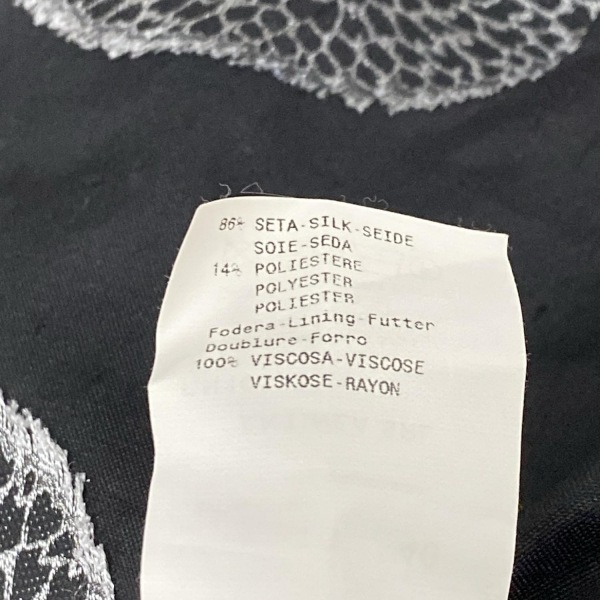 86% SETA-SILK-SEIDE
SOIE-SEDA
14% POLIESTERE
POLYESTER
POLIESTER
Fodera-Lining-Futter
Doublure-Forro
100% VISCOSA-VISCOSE
VISKOSE-RAYON